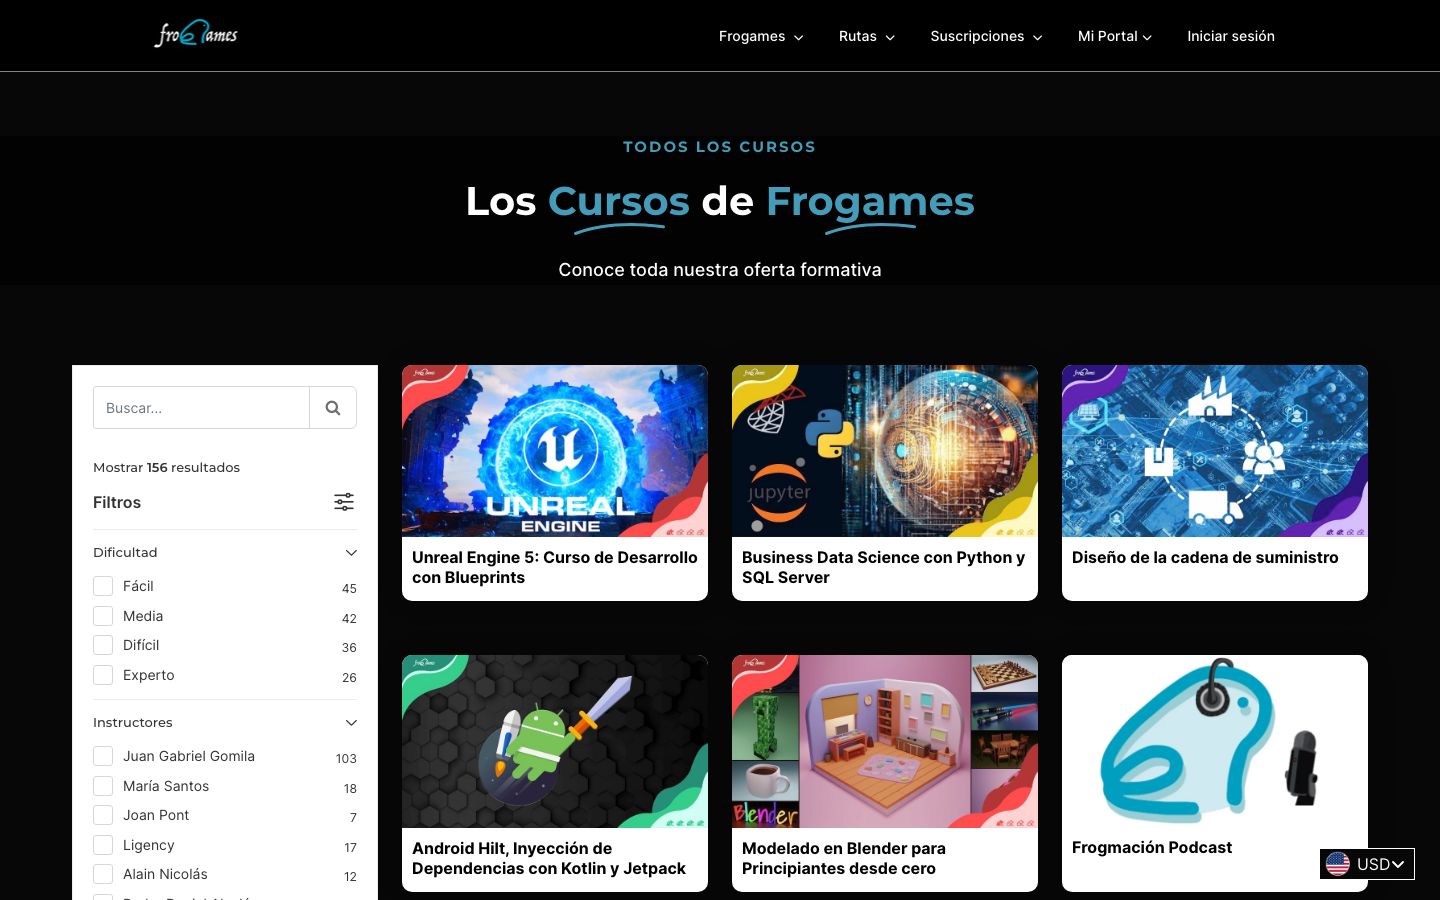 froGames
Frogames
Rutas
Suscripciones
Mi Portal
Iniciar sesión
TODOS LOS CURSOS
Los Cursos de Frogames
Conoce toda nuestra oferta formativa
Buscar...
Mostrar 156 resultados
Filtros
Dificultad
Fácil 45
Media 42
Difícil 36
Experto 26
Instructores
Juan Gabriel Gomila 103
María Santos 18
Joan Pont 7
Ligency 17
Alain Nicolás 12
UNREAL
ENGINE
Unreal Engine 5: Curso de Desarrollo
con Blueprints
jupyter
Business Data Science con Python y
SQL Server
Diseño de la cadena de suministro
Android Hilt, Inyección de
Dependencias con Kotlin y Jetpack
Blender
Modelado en Blender para
Principiantes desde cero
Frogmación Podcast
USD